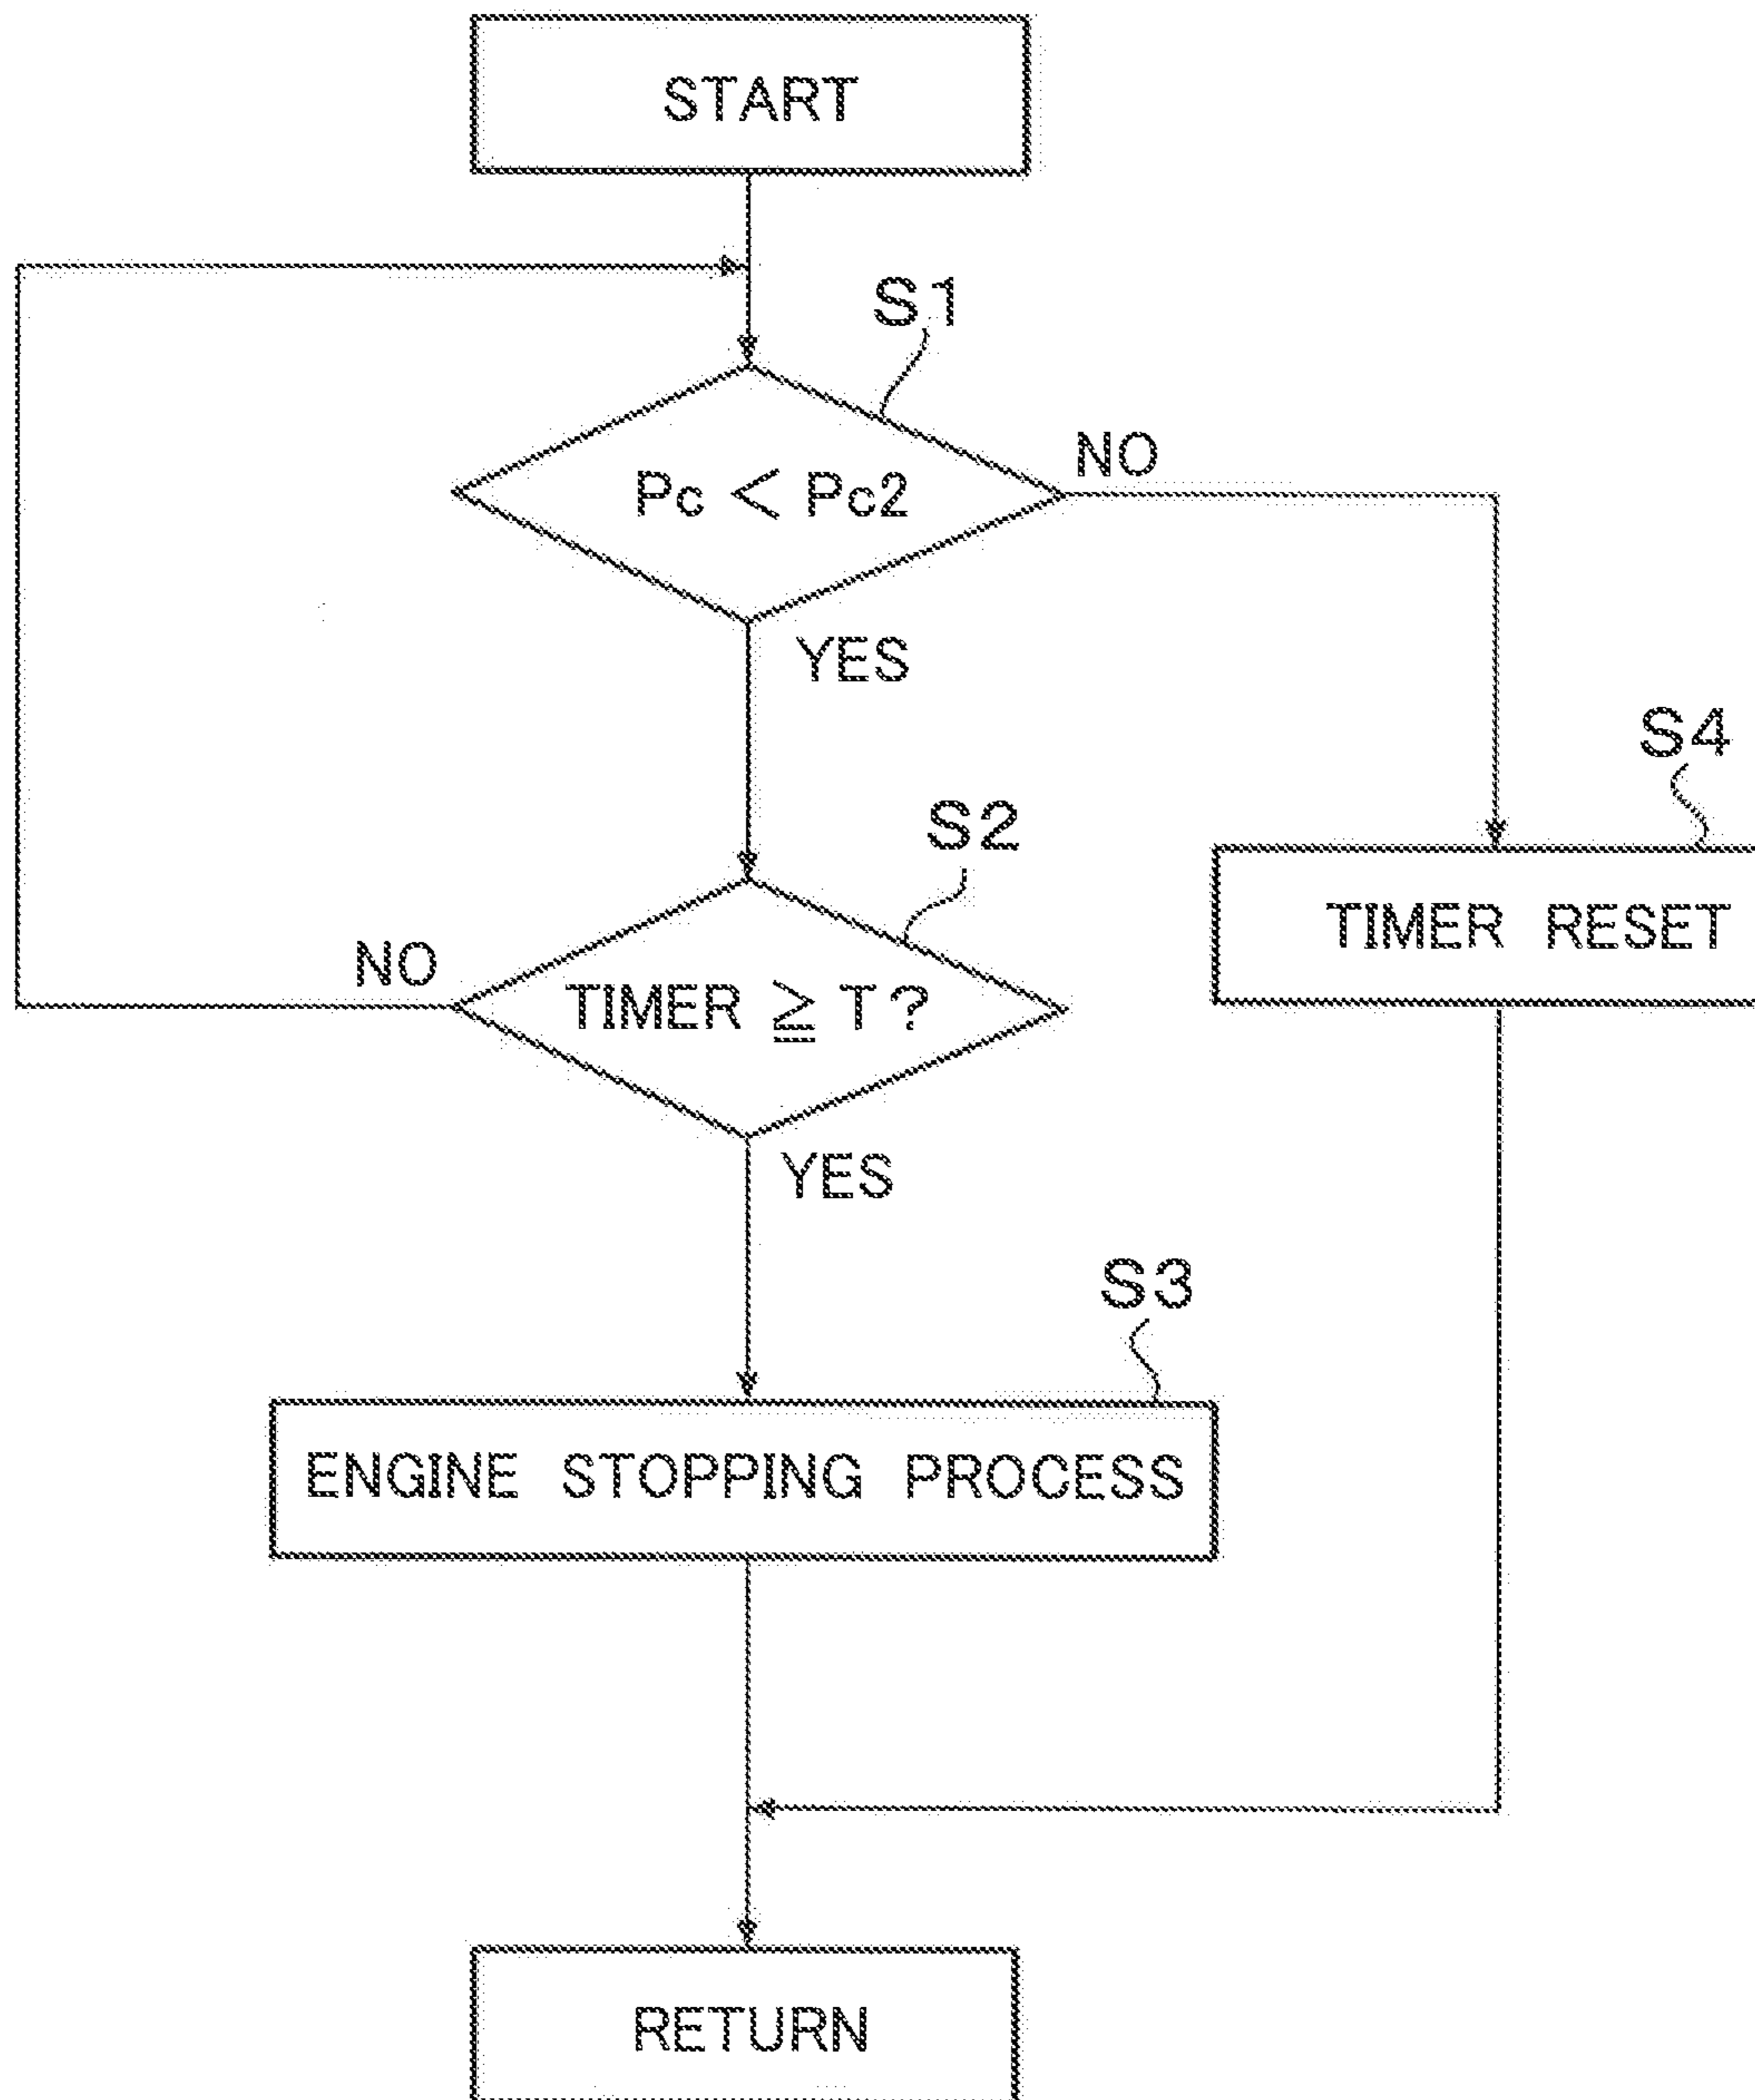 START
S1
Pc < Pc2
NO
YES
S4
S2
TIMER RESET
NO
TIMER ≧ T?
YES
S3
ENGINE STOPPING PROCESS
RETURN